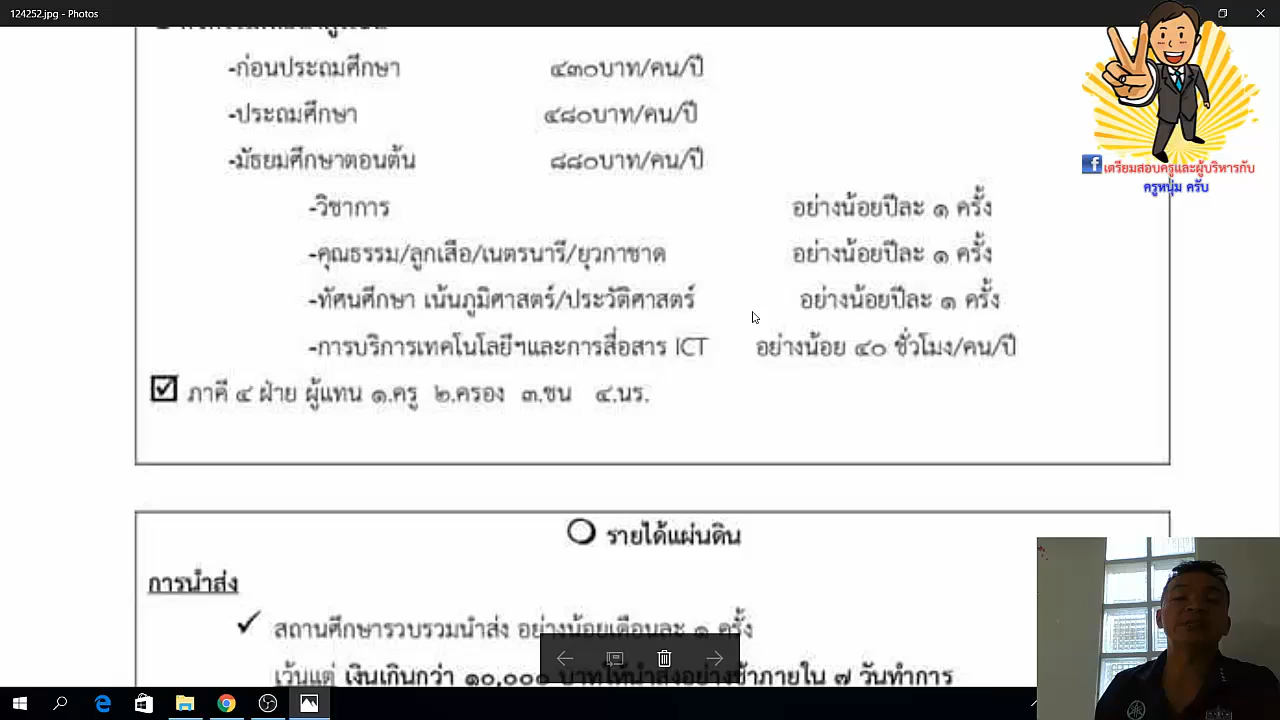 124252.jpg - Photos
-ก่อนประถมศึกษา ๔๓๐บาท/คน/ปี
-ประถมศึกษา ๔๘๐บาท/คน/ปี
-มัธยมศึกษาตอนต้น ๘๘๐บาท/คน/ปี
-วิชาการ อย่างน้อยปีละ ๑ ครั้ง
-คุณธรรม/ลูกเสือ/เนตรนารี/ยุวกาชาด อย่างน้อยปีละ ๑ ครั้ง
-ทัศนศึกษา เน้นภูมิศาสตร์/ประวัติศาสตร์ อย่างน้อยปีละ ๑ ครั้ง
-การบริการเทคโนโลยีฯและการสื่อสาร ICT อย่างน้อย ๔๐ ชั่วโมง/คน/ปี
ภาคี ๔ ฝ่าย ผู้แทน ๑.ครู ๒.ครอง ๓.ชน ๔.นร.
รายได้แผ่นดิน
การนำส่ง
สถานศึกษารวบรวมนำส่ง อย่างน้อยเดือนละ ๑ ครั้ง
เว้นแต่ เงินเกินกว่า ๑๐,๐๐๐ บาทให้นำส่งอย่างช้าภายใน ๗ วันทำการ
เตรียมสอบครูและผู้บริหารกับ
ครูหนุ่ม ครับ